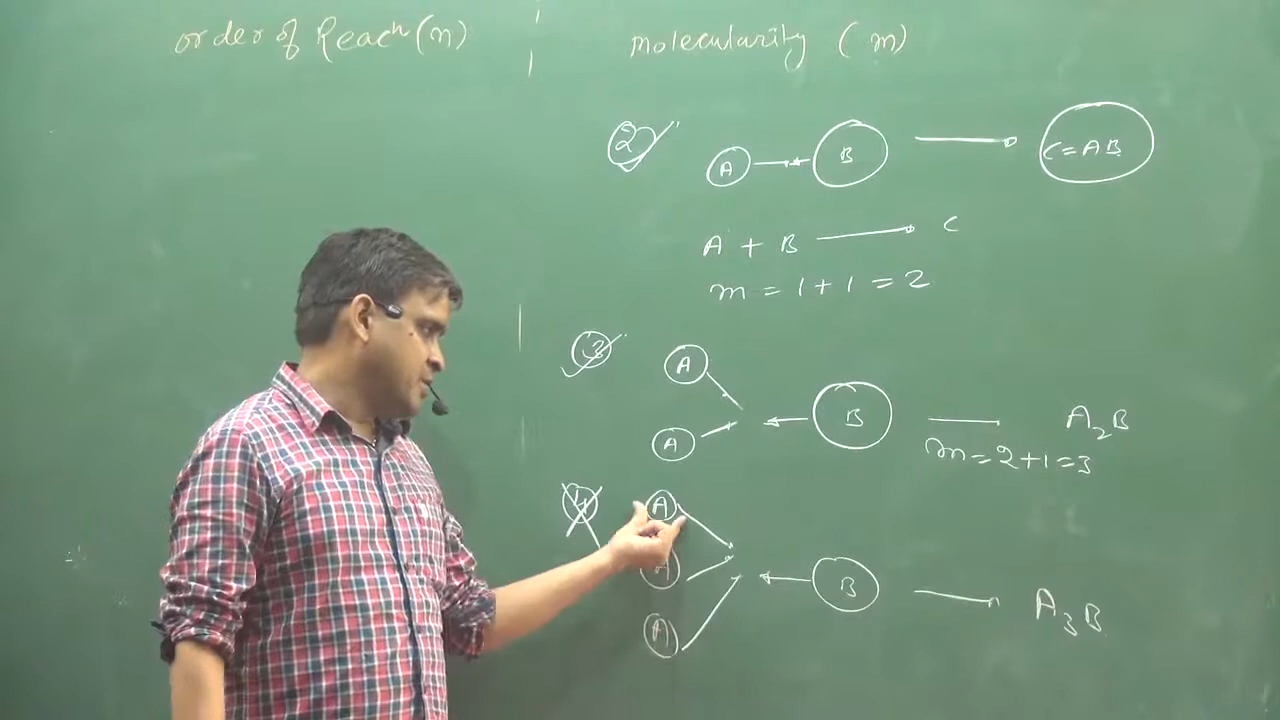 order of Reacn (n)
molecularity (m)
2
A B C=AB
A + B C
m = 1 + 1 = 2
3
A
A B A2B
m = 2 + 1 = 3
4
A
A
A B A3B